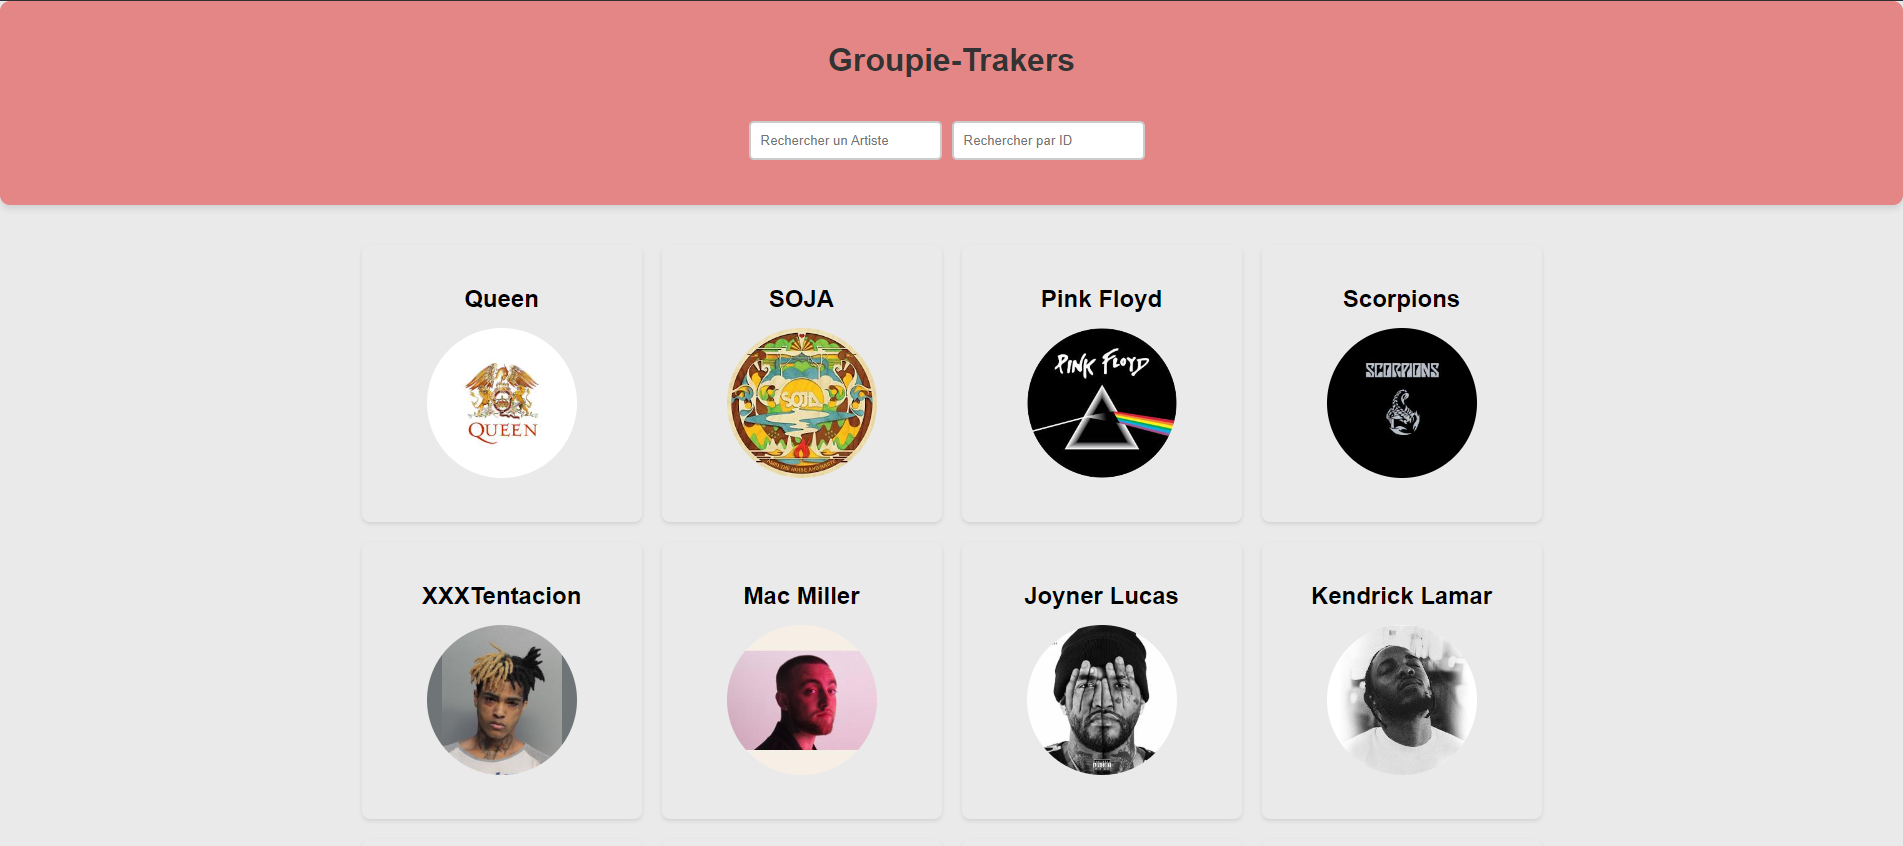 Groupie-Trakers
Rechercher un Artiste
Rechercher par ID
Queen
SOJA
Pink Floyd
Scorpions
QUEEN
SOJA
PINK FLOYD
SCORPIONS
XXXTentacion
Mac Miller
Joyner Lucas
Kendrick Lamar